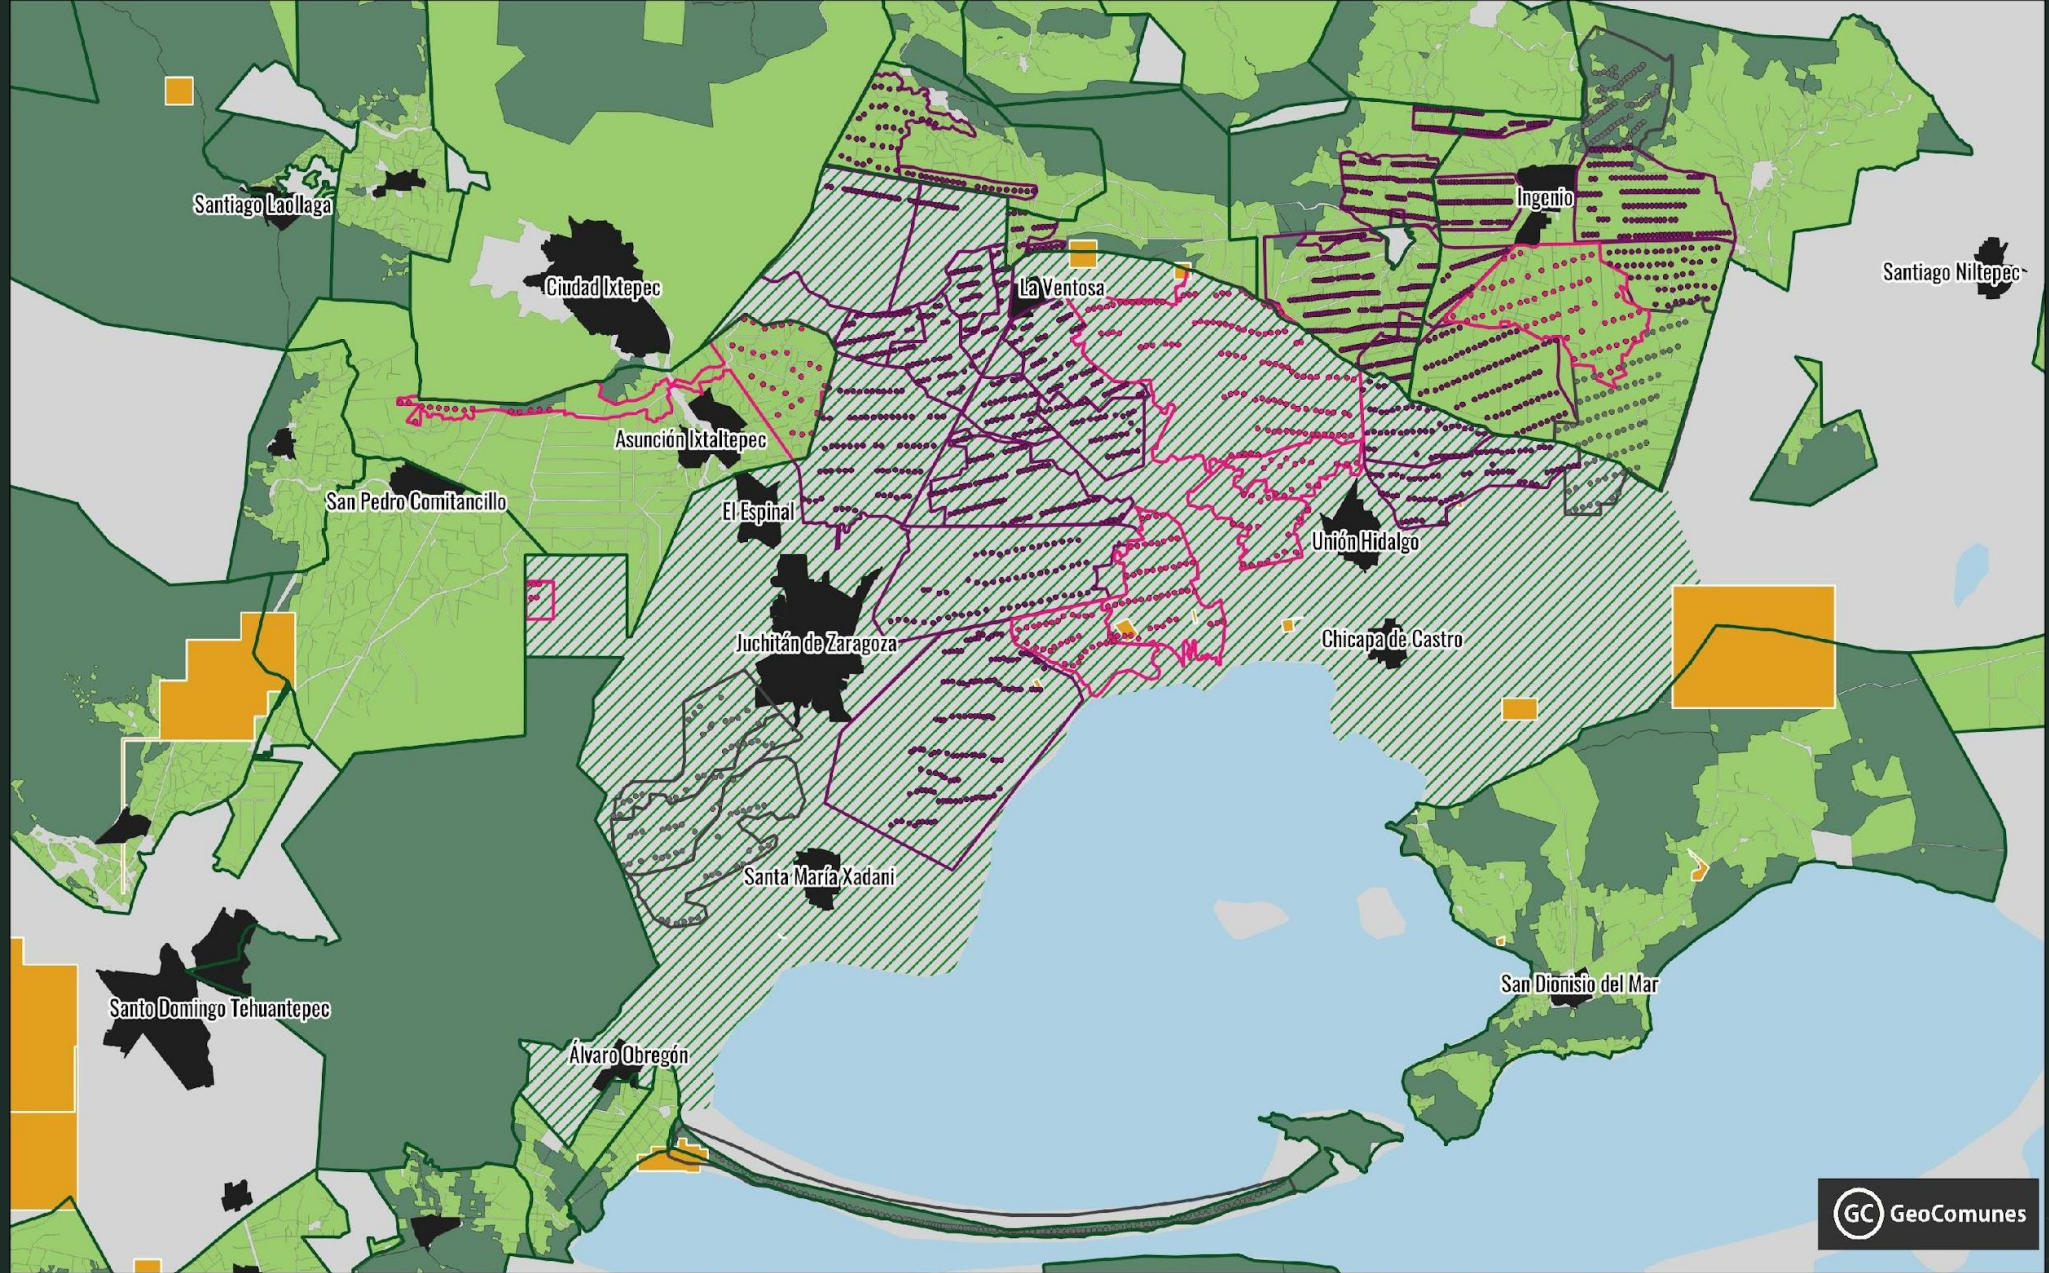 Santiago Laollaga
Ingenio
Santiago Niltepec
Ciudad Ixtepec
La Ventosa
Asunción Ixtaltepec
San Pedro Comitancillo
El Espinal
Unión Hidalgo
Juchitán de Zaragoza
Chicapa de Castro
Santa María Xadani
San Dionisio del Mar
Santo Domingo Tehuantepec
Álvaro Obregón
GC GeoComunes